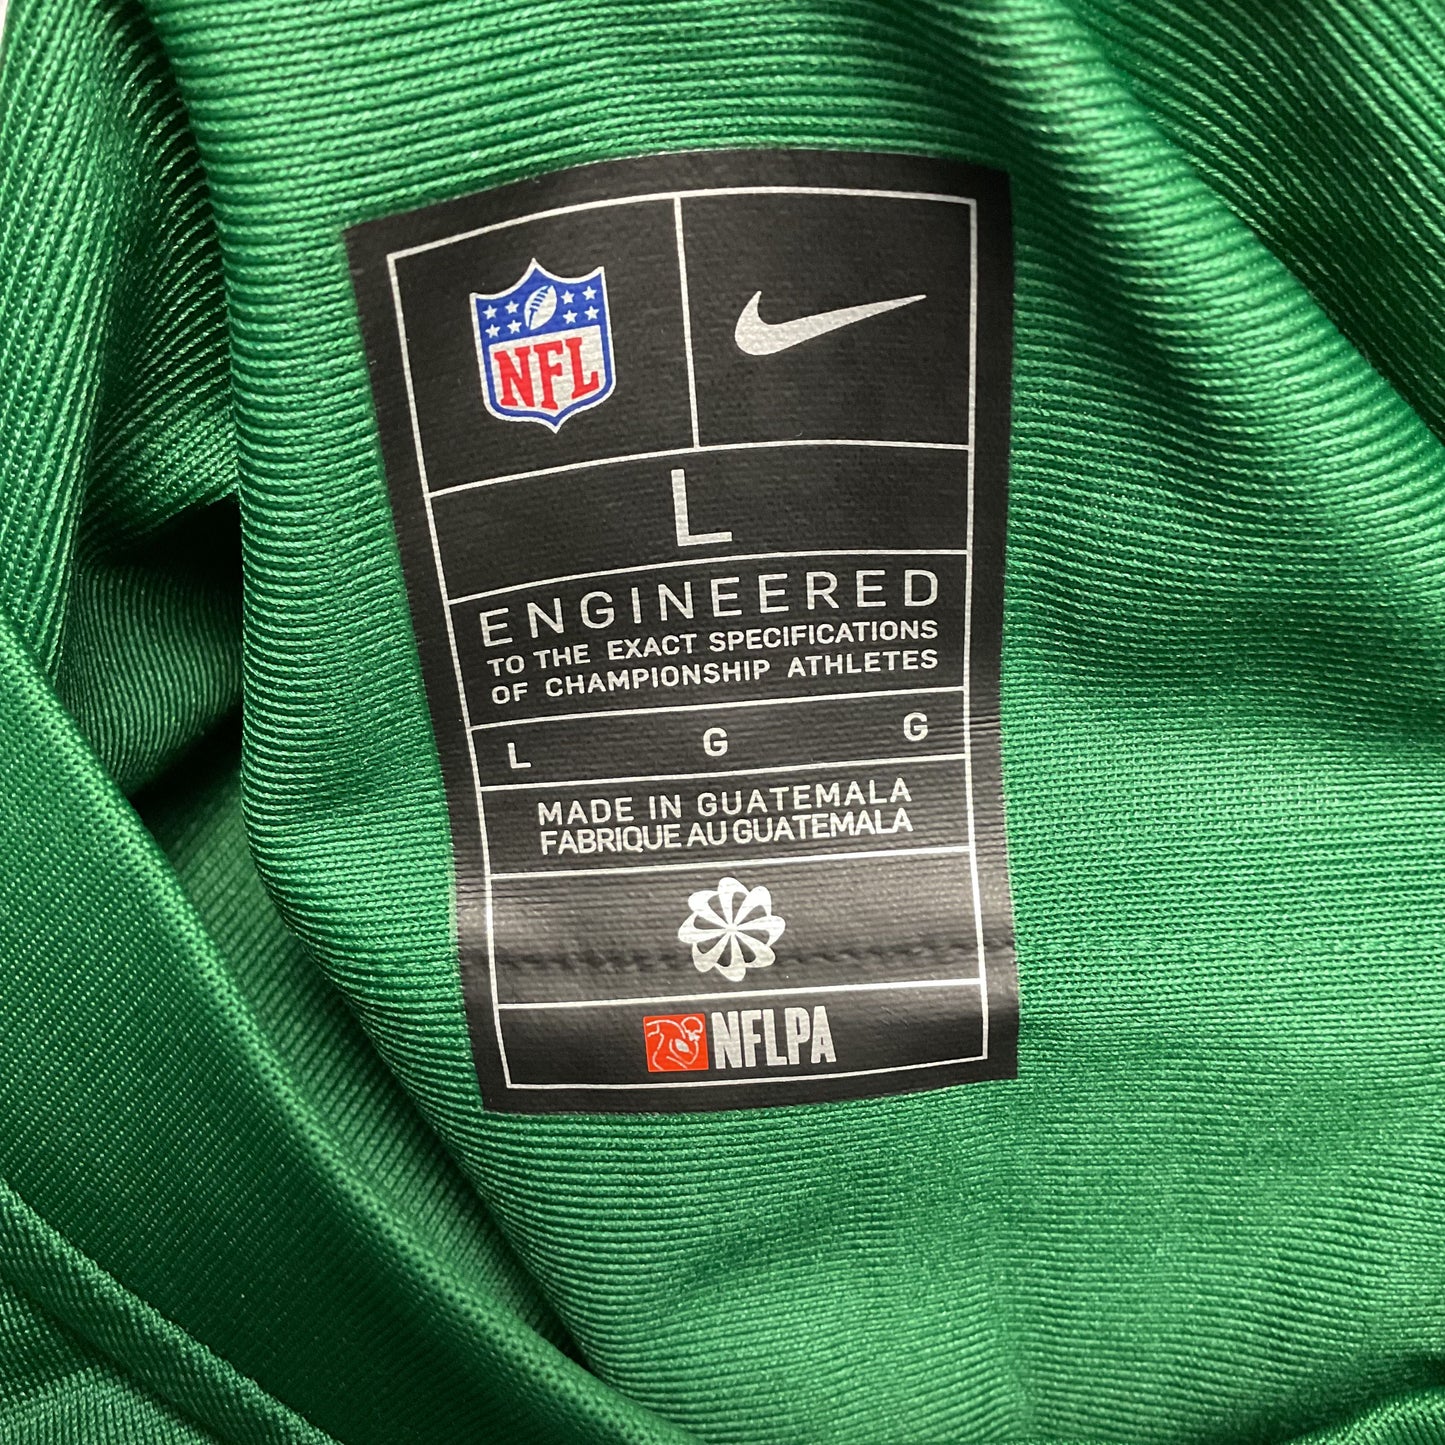 NFL
L
ENGINEERED
TO THE EXACT SPECIFICATIONS
OF CHAMPIONSHIP ATHLETES
L G G
MADE IN GUATEMALA
FABRIQUE AU GUATEMALA
NFLPA